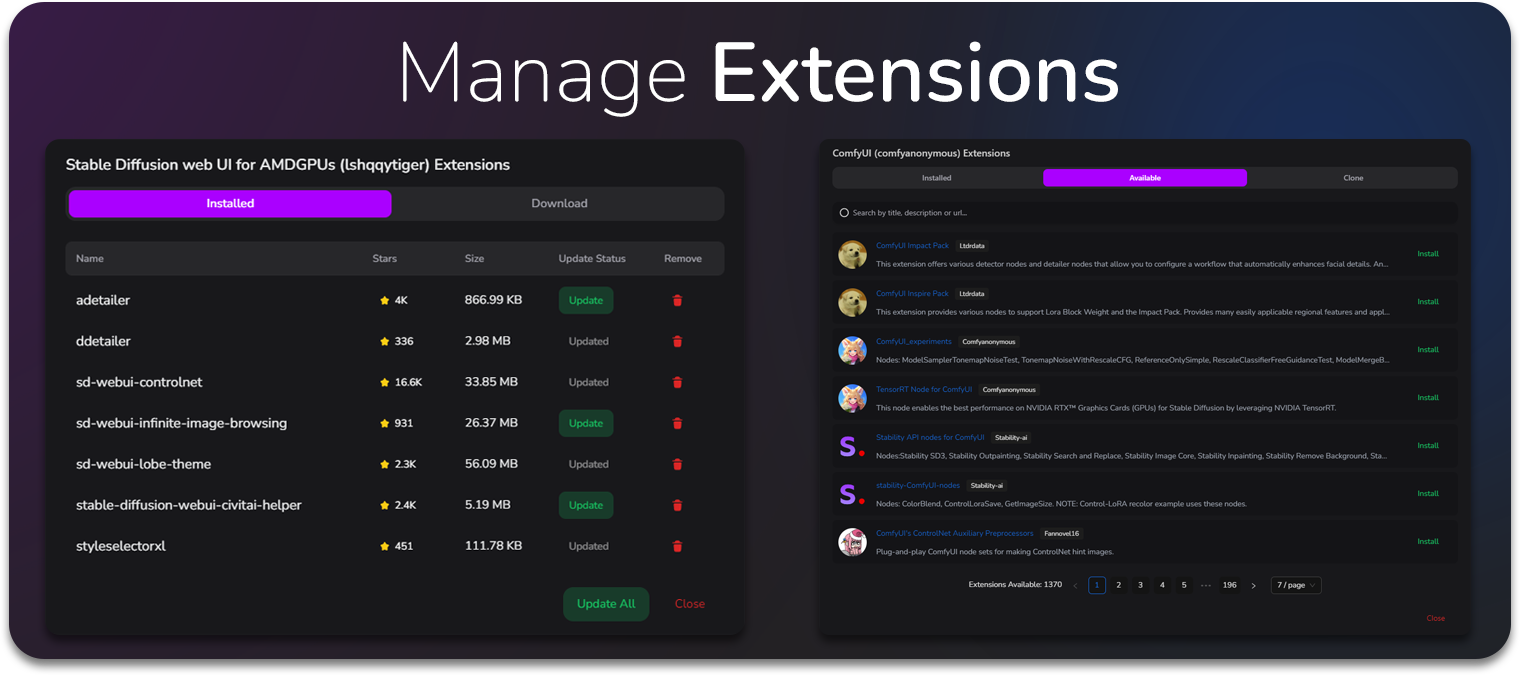 Manage Extensions
Stable Diffusion web UI for AMDGPUs (lshqqytiger) Extensions
Installed Download
Name Stars Size Update Status Remove
adetailer 4K 866.99 KB Update
ddetailer 336 2.98 MB Updated
sd-webui-controlnet 16.6K 33.85 MB Updated
sd-webui-infinite-image-browsing 931 26.37 MB Update
sd-webui-lobe-theme 2.3K 56.09 MB Updated
stable-diffusion-webui-civitai-helper 2.4K 5.19 MB Update
styleselectorxl 451 111.78 KB Updated
Update All Close
ComfyUI (comfyanonymous) Extensions
Installed Available Clone
Search by title, description or url...
ComfyUI Impact Pack Ltdrdata
This extension offers various detector nodes and detailer nodes that allow you to configure a workflow that automatically enhances facial details. An...
Install
ComfyUI Inspire Pack Ltdrdata
This extension provides various nodes to support Lora Block Weight and the Impact Pack. Provides many easily applicable regional features and appl...
Install
ComfyUI_experiments Comfyanonymous
Nodes: ModelSamplerTonemapNoiseTest, TonemapNoiseWithRescaleCFG, ReferenceOnlySimple, RescaleClassifierFreeGuidanceTest, ModelMergeB...
Install
TensorRT Node for ComfyUI Comfyanonymous
This node enables the best performance on NVIDIA RTX™ Graphics Cards (GPUs) for Stable Diffusion by leveraging NVIDIA TensorRT.
Install
S.
Stability API nodes for ComfyUI Stability-ai
Nodes:Stability SD3, Stability Outpainting, Stability Search and Replace, Stability Image Core, Stability Inpainting, Stability Remove Background, Sta...
Install
S.
stability-ComfyUI-nodes Stability-ai
Nodes: ColorBlend, ControlLoraSave, GetImageSize. NOTE: Control-LoRA recolor example uses these nodes.
Install
ComfyUI's ControlNet Auxiliary Preprocessors Fannovel16
Plug-and-play ComfyUI node sets for making ControlNet hint images.
Install
Extensions Available: 1370 < 1 2 3 4 5 ••• 196 > 7 / page
Close